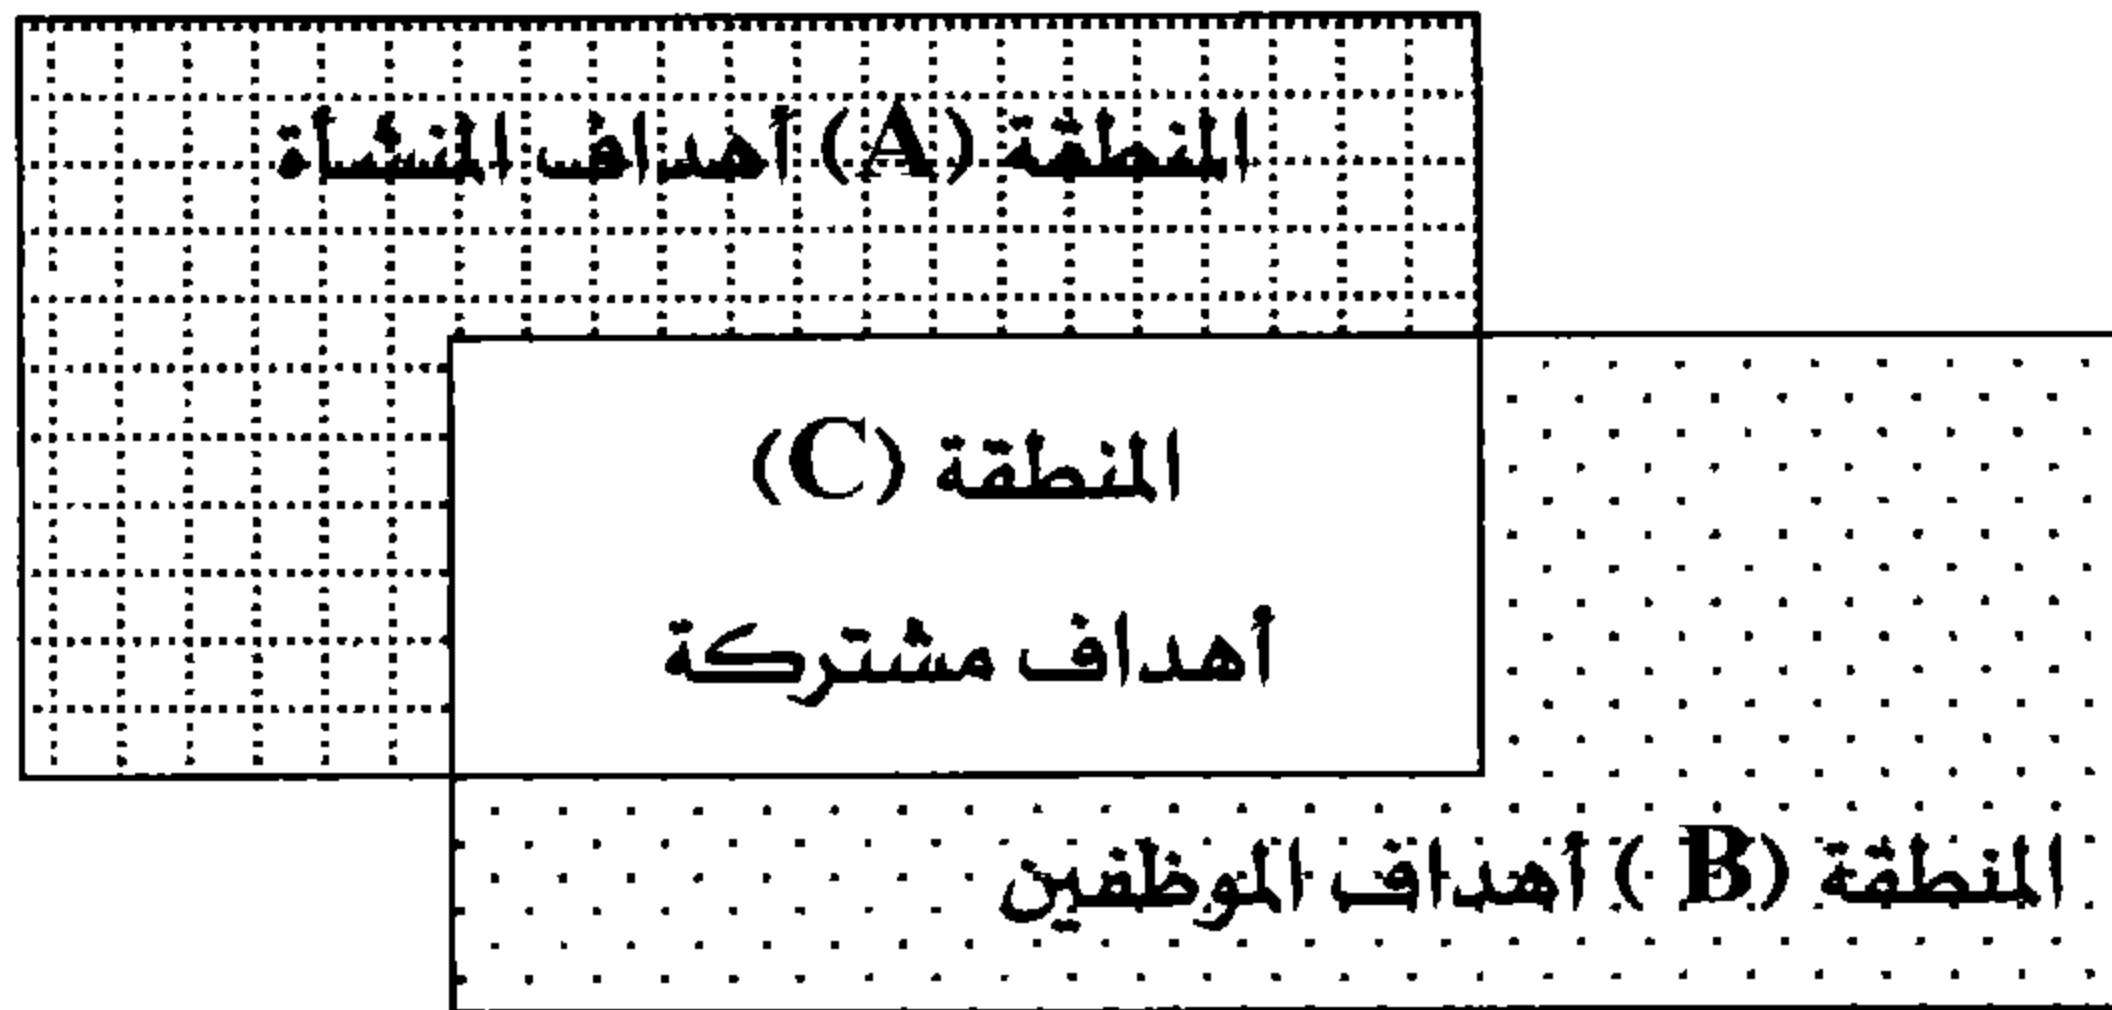 المنطقة (A) أهداف المنشأة
المنطقة (C)
أهداف مشتركة
المنطقة (B ) أهداف الموظفين